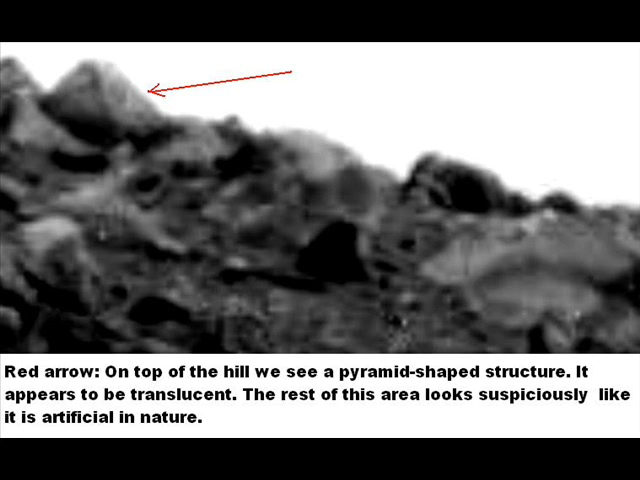 Red arrow: On top of the hill we see a pyramid-shaped structure. It
appears to be translucent. The rest of this area looks suspiciously  like
it is artificial in nature.